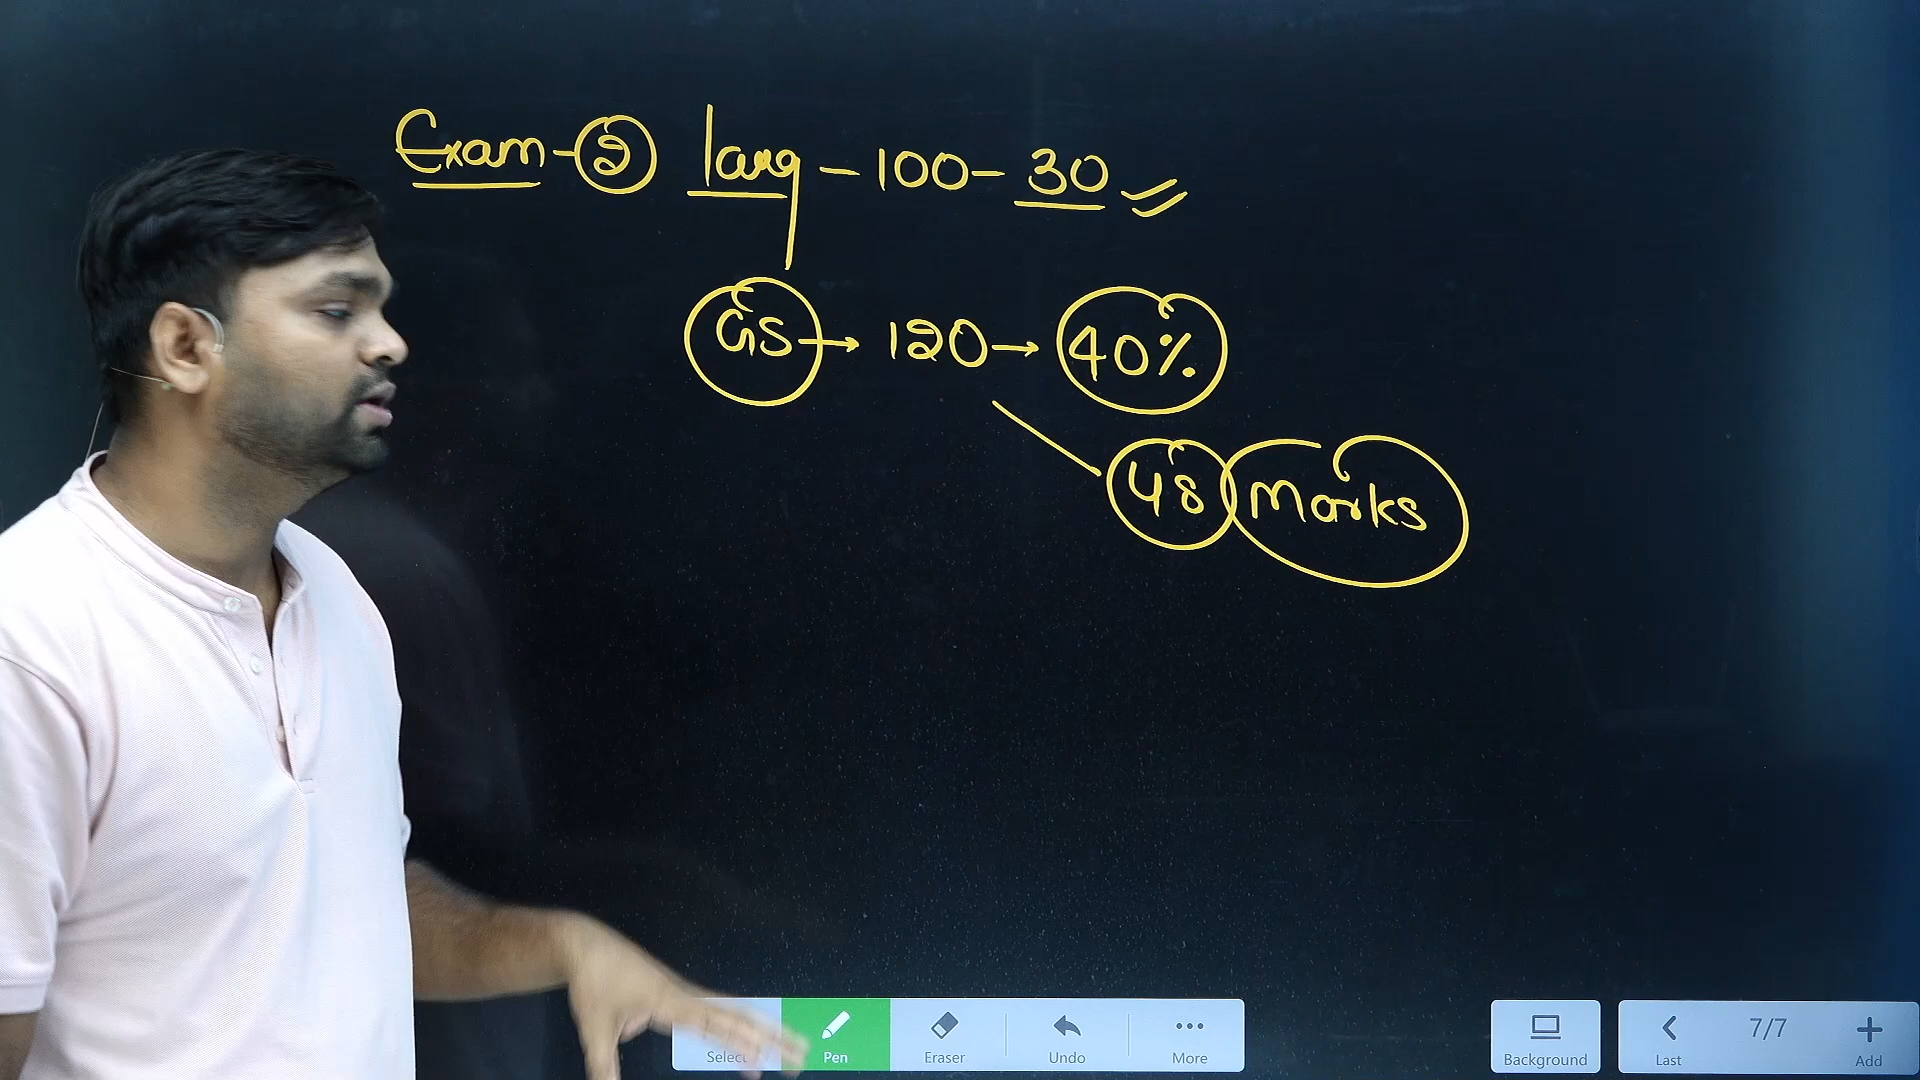 Exam-② lang - 100 - 30
GS → 120 → 40%
48 Marks
Select Pen Eraser Undo More Background Last 7/7 Add